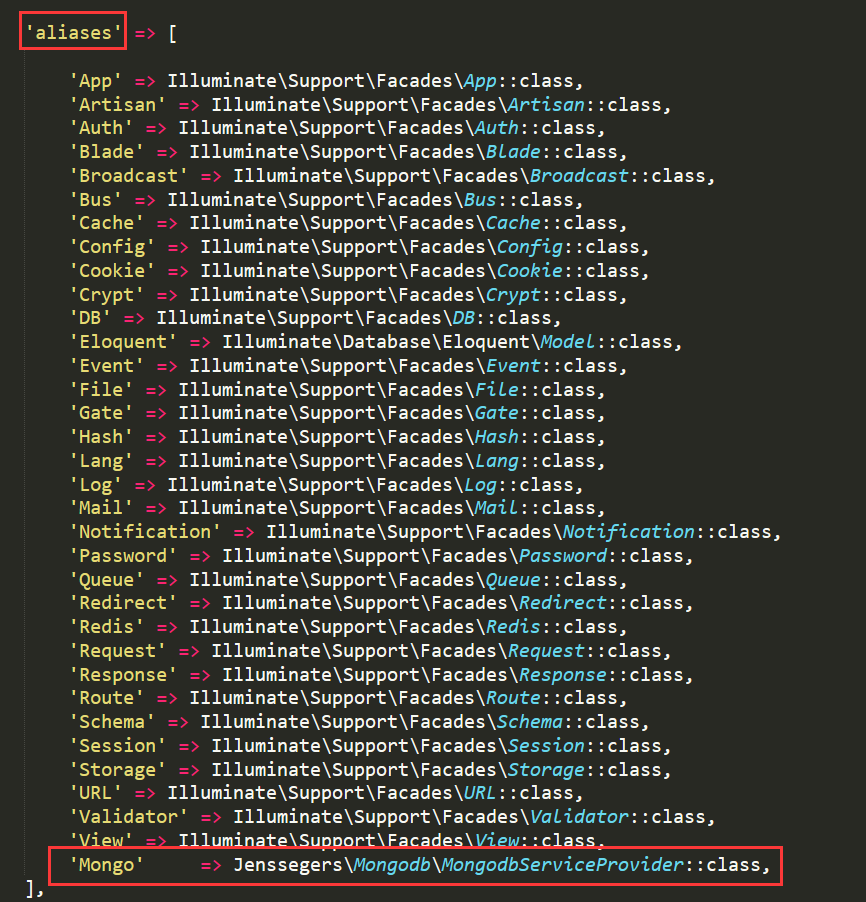 'aliases' => [
'App' => Illuminate\Support\Facades\App::class,
'Artisan' => Illuminate\Support\Facades\Artisan::class,
'Auth' => Illuminate\Support\Facades\Auth::class,
'Blade' => Illuminate\Support\Facades\Blade::class,
'Broadcast' => Illuminate\Support\Facades\Broadcast::class,
'Bus' => Illuminate\Support\Facades\Bus::class,
'Cache' => Illuminate\Support\Facades\Cache::class,
'Config' => Illuminate\Support\Facades\Config::class,
'Cookie' => Illuminate\Support\Facades\Cookie::class,
'Crypt' => Illuminate\Support\Facades\Crypt::class,
'DB' => Illuminate\Support\Facades\DB::class,
'Eloquent' => Illuminate\Database\Eloquent\Model::class,
'Event' => Illuminate\Support\Facades\Event::class,
'File' => Illuminate\Support\Facades\File::class,
'Gate' => Illuminate\Support\Facades\Gate::class,
'Hash' => Illuminate\Support\Facades\Hash::class,
'Lang' => Illuminate\Support\Facades\Lang::class,
'Log' => Illuminate\Support\Facades\Log::class,
'Mail' => Illuminate\Support\Facades\Mail::class,
'Notification' => Illuminate\Support\Facades\Notification::class,
'Password' => Illuminate\Support\Facades\Password::class,
'Queue' => Illuminate\Support\Facades\Queue::class,
'Redirect' => Illuminate\Support\Facades\Redirect::class,
'Redis' => Illuminate\Support\Facades\Redis::class,
'Request' => Illuminate\Support\Facades\Request::class,
'Response' => Illuminate\Support\Facades\Response::class,
'Route' => Illuminate\Support\Facades\Route::class,
'Schema' => Illuminate\Support\Facades\Schema::class,
'Session' => Illuminate\Support\Facades\Session::class,
'Storage' => Illuminate\Support\Facades\Storage::class,
'URL' => Illuminate\Support\Facades\URL::class,
'Validator' => Illuminate\Support\Facades\Validator::class,
'View' => Illuminate\Support\Facades\View::class,
'Mongo'     => Jenssegers\Mongodb\MongodbServiceProvider::class,
],